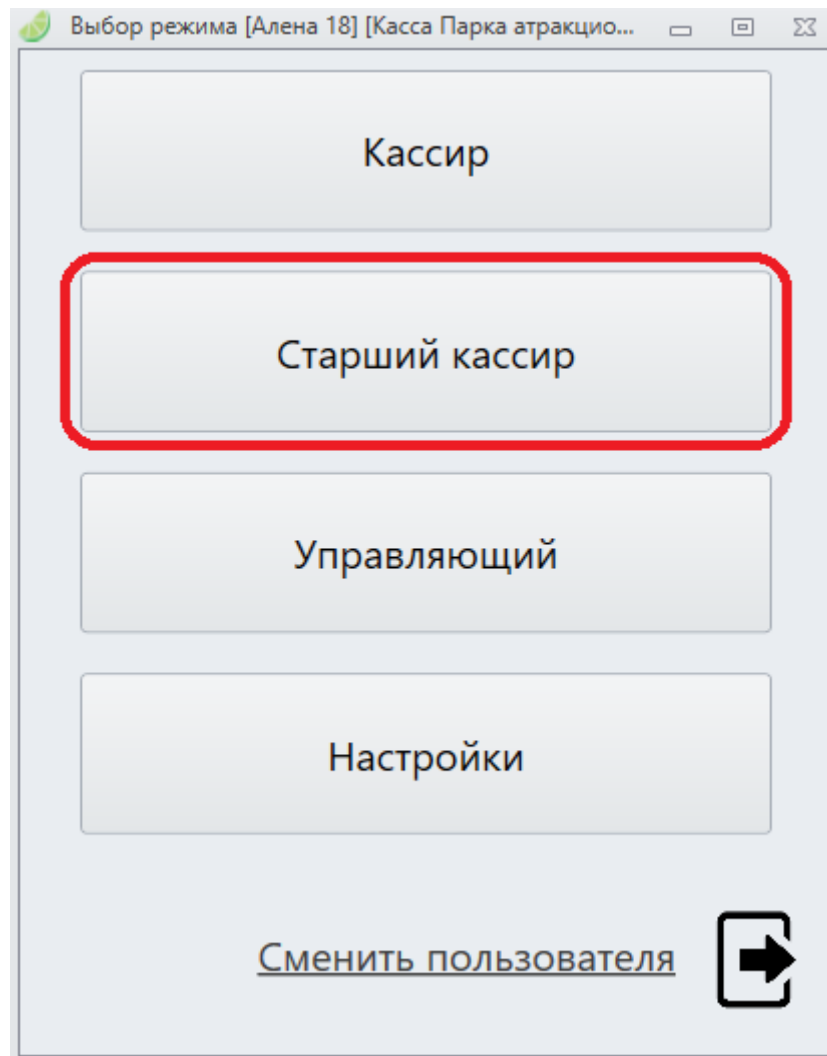 Выбор режима [Алена 18] [Касса Парка атракцио...
Кассир
Старший кассир
Управляющий
Настройки
Сменить пользователя